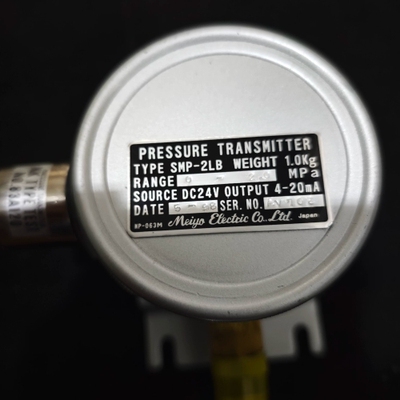 PRESSURE TRANSMITTER
TYPE SMP-2LB WEIGHT 1.0Kg
RANGE MPa
SOURCE DC24V OUTPUT 4-20mA
DATE SER. NO.
HP-063M Meiyo Electric Co., Ltd. Japan